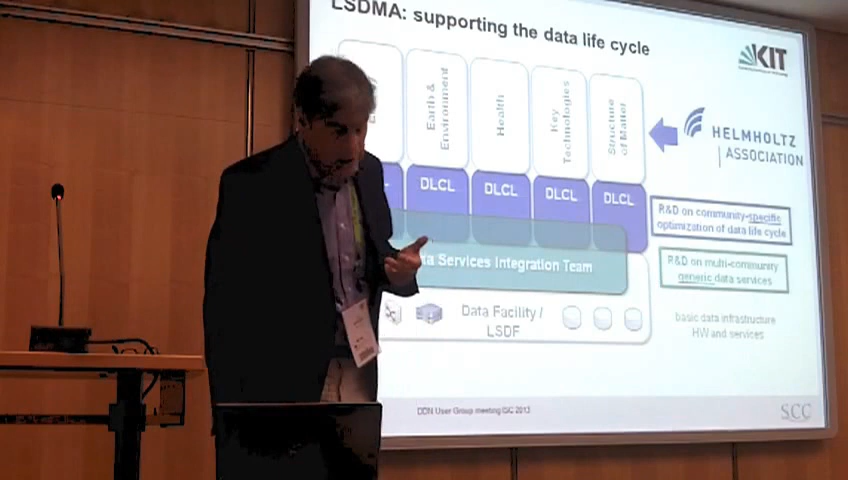 LSDMA: supporting the data life cycle
KIT
Earth &
Environment
Health
Key
Technologies
Structure
of Matter
HELMHOLTZ
ASSOCIATION
DLCL
DLCL
DLCL
DLCL
R&D on community-specific
optimization of data life cycle
Services Integration Team
R&D on multi-community
generic data services
Data Facility /
LSDF
basic data infrastructure
HW and services
DDN User Group meeting ISC 2013
SCC